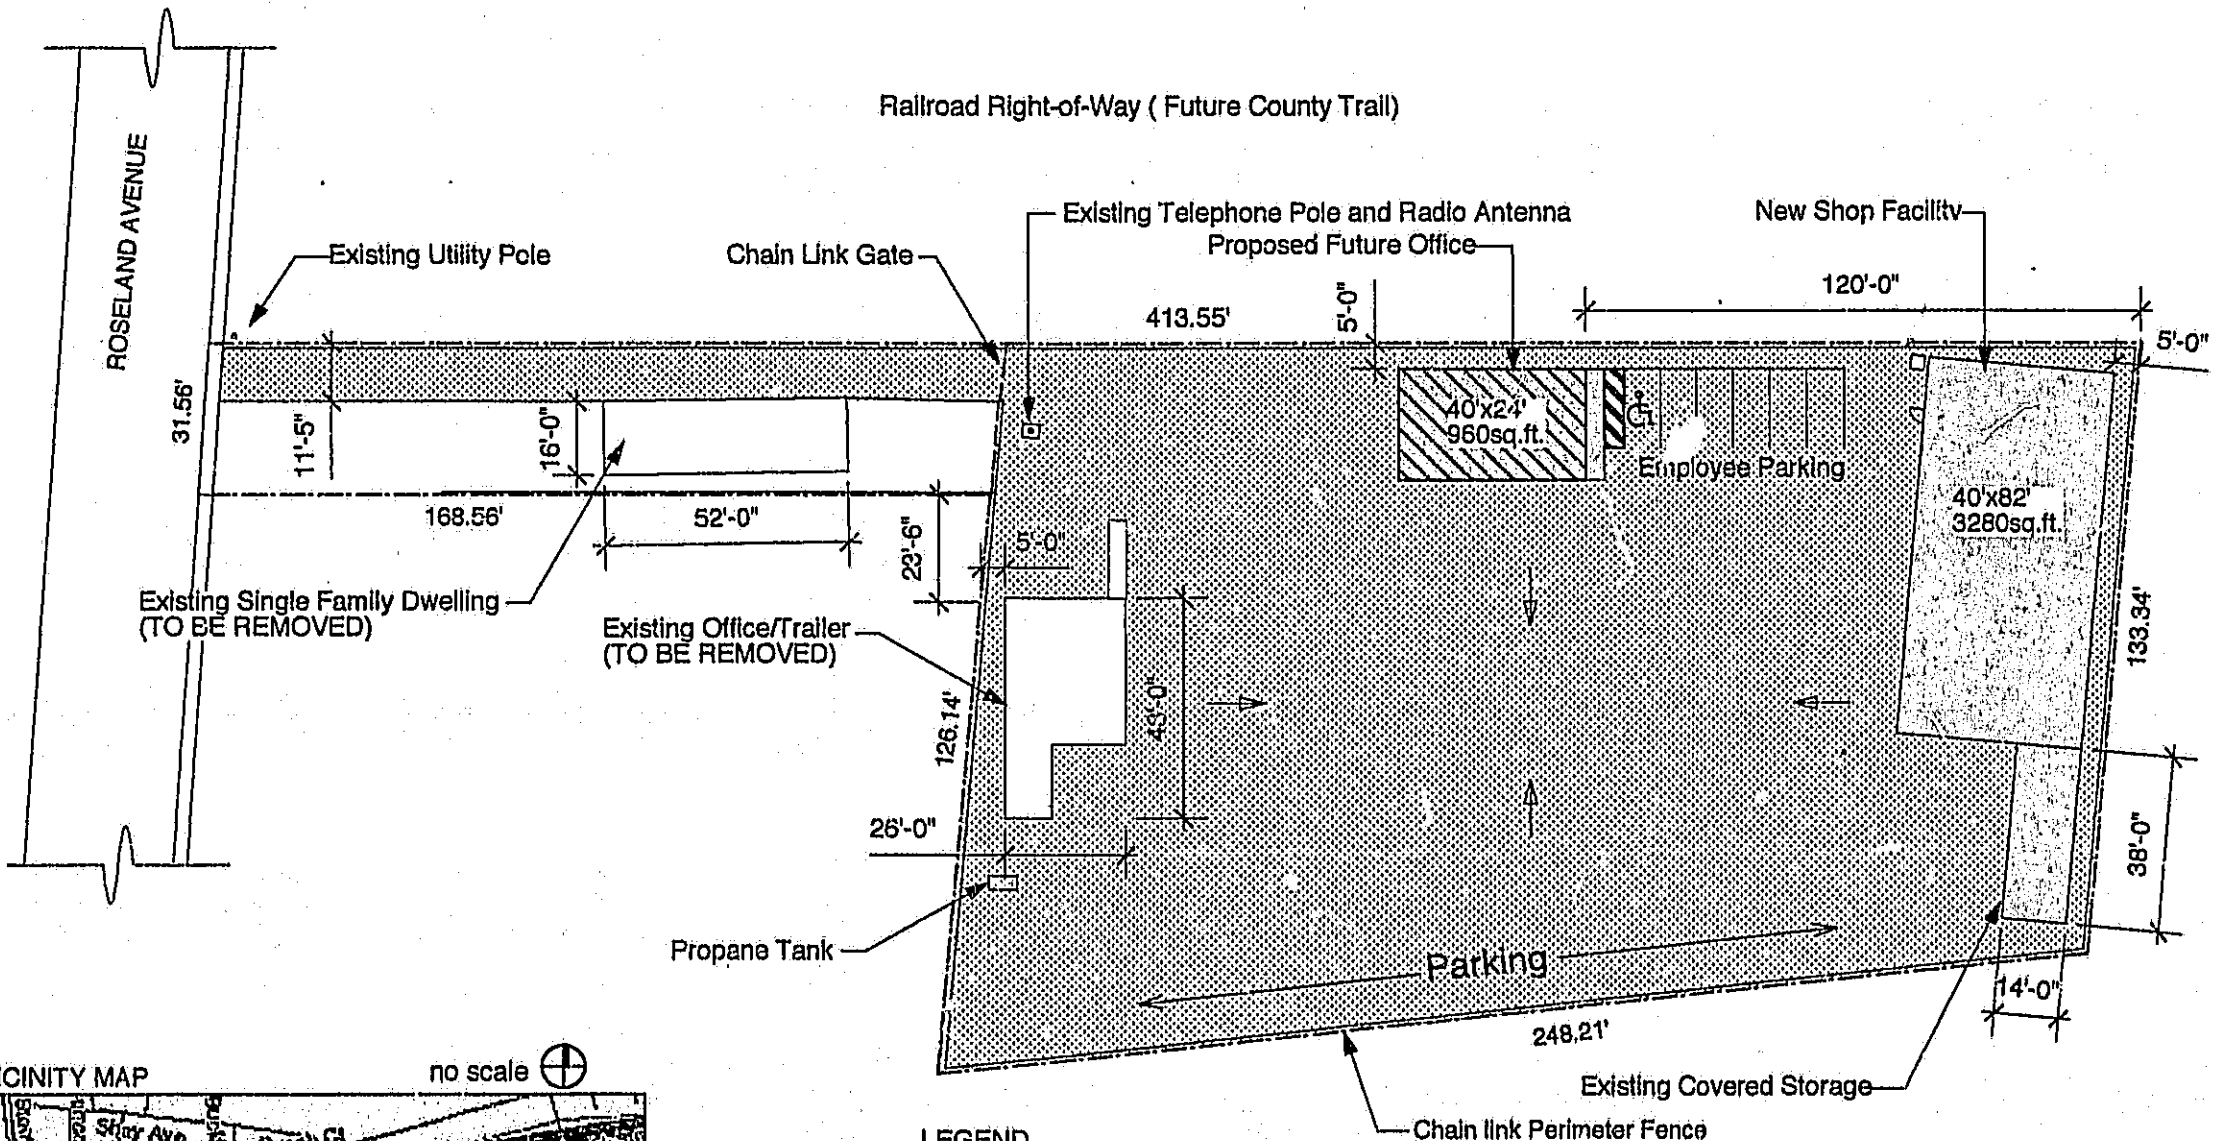 Railroad Right-of-Way ( Future County Trail)
ROSELAND AVENUE
Existing Utility Pole
Chain Link Gate
Existing Telephone Pole and Radio Antenna
Proposed Future Office
New Shop Facility
120'-0"
413.55'
5'-0"
5'-0"
31.56'
11'-5"
16'-0"
40'x24'
960sq.ft.
Employee Parking
40'x82'
3280sq.ft.
168.56'
52'-0"
23'-6"
5'-0"
Existing Single Family Dwelling
(TO BE REMOVED)
Existing Office/Trailer
(TO BE REMOVED)
133.34'
126.14'
43'-0"
26'-0"
38'-0"
Propane Tank
Parking
14'-0"
248.21'
Existing Covered Storage
Chain link Perimeter Fence
CINITY MAP
no scale
LEGEND